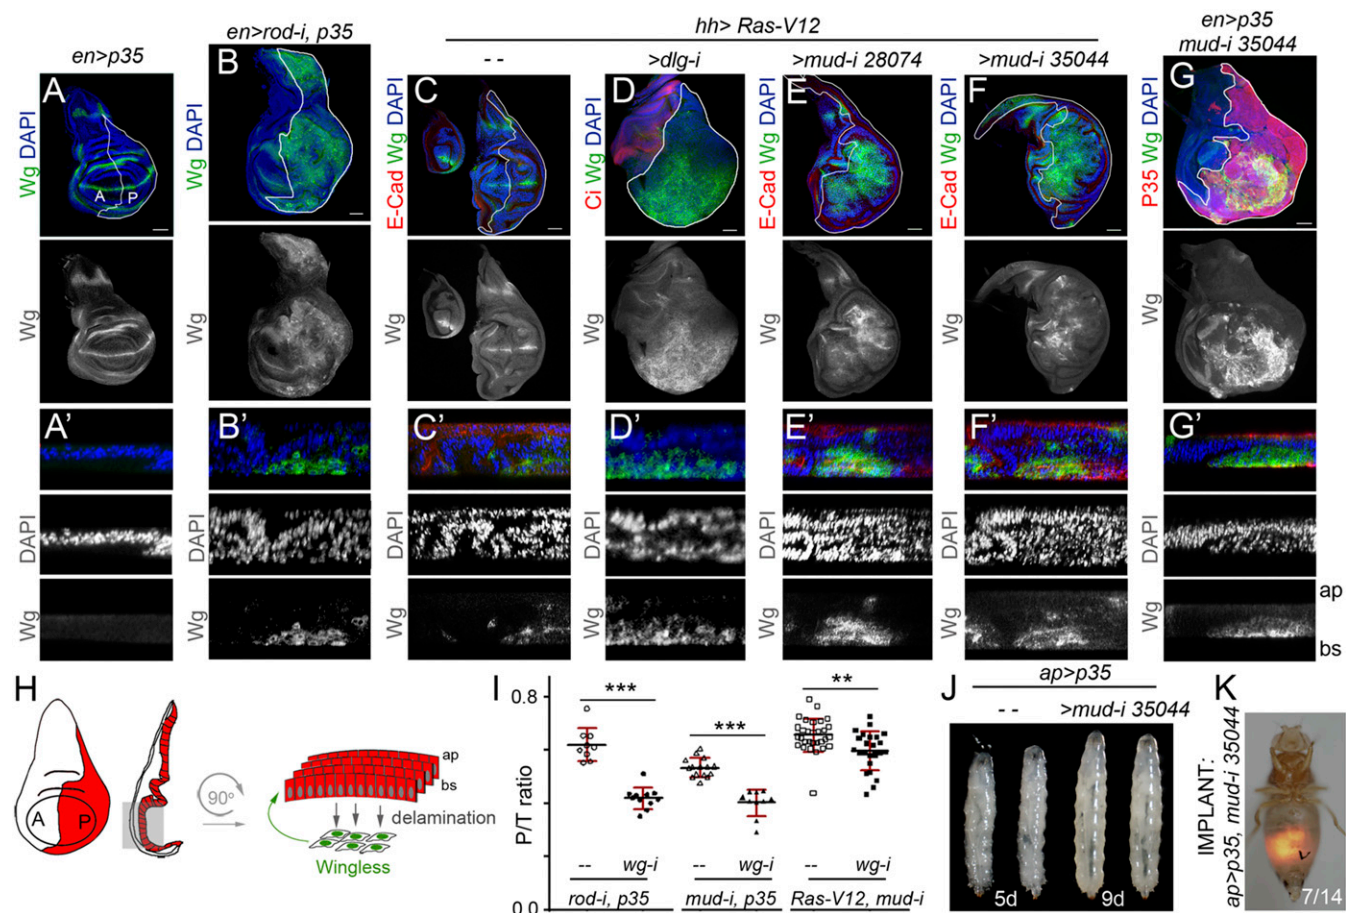 en>p35
en>rod-i, p35
hh> Ras-V12
- -
>dlg-i
>mud-i 28074
>mud-i 35044
en>p35
mud-i 35044
A
B
C
D
E
F
G
Wg DAPI
Wg DAPI
E-Cad Wg DAPI
Ci Wg DAPI
E-Cad Wg DAPI
E-Cad Wg DAPI
P35 Wg DAPI
A
P
Wg
Wg
Wg
Wg
Wg
Wg
Wg
A'
B'
C'
D'
E'
F'
G'
DAPI
DAPI
DAPI
DAPI
DAPI
DAPI
DAPI
Wg
Wg
Wg
Wg
Wg
Wg
Wg
ap
bs
H
A
P
90°
ap
bs
delamination
Wingless
I
P/T ratio
0.8
0.0
***
***
**
--
wg-i
--
wg-i
--
wg-i
rod-i, p35
mud-i, p35
Ras-V12, mud-i
J
ap>p35
- -
>mud-i 35044
5d
9d
K
IMPLANT:
ap>p35, mud-i 35044
7/14